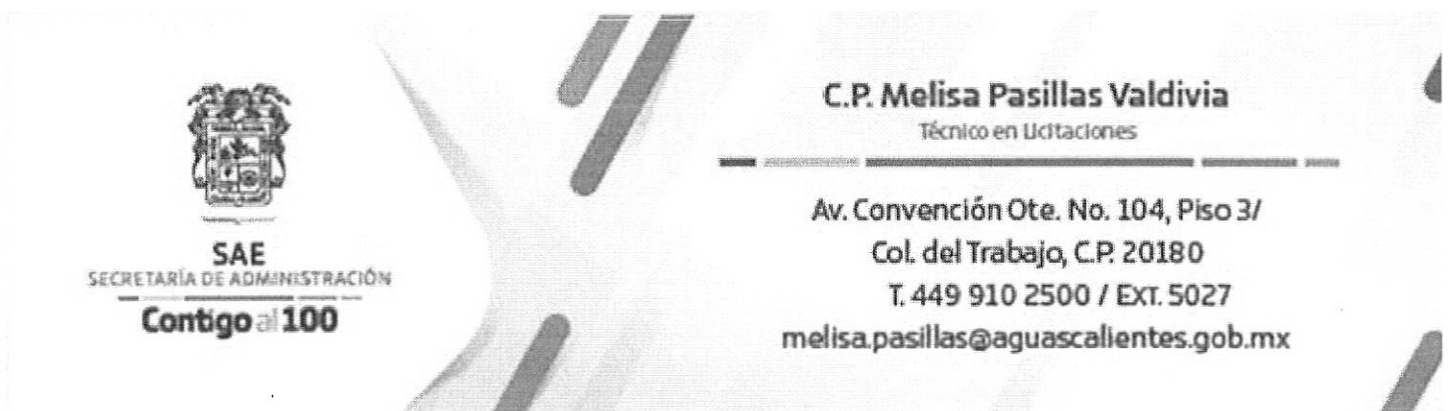 SAE
SECRETARÍA DE ADMINISTRACIÓN
Contigo al 100
C.P. Melisa Pasillas Valdivia
Técnico en Licitaciones
Av. Convención Ote. No. 104, Piso 3/
Col. del Trabajo, C.P. 20180
T. 449 910 2500 / EXT. 5027
melisa.pasillas@aguascalientes.gob.mx